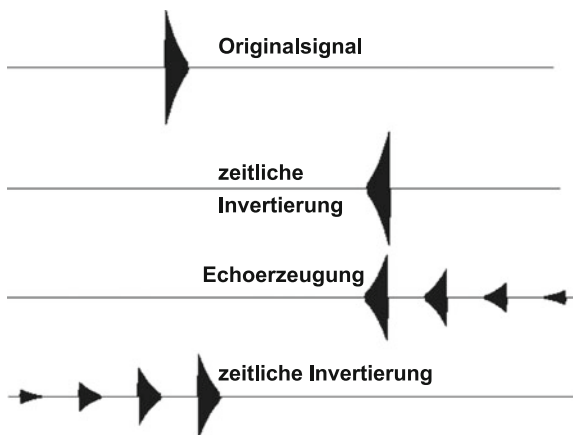 Originalsignal
zeitliche
Invertierung
Echoerzeugung
zeitliche Invertierung